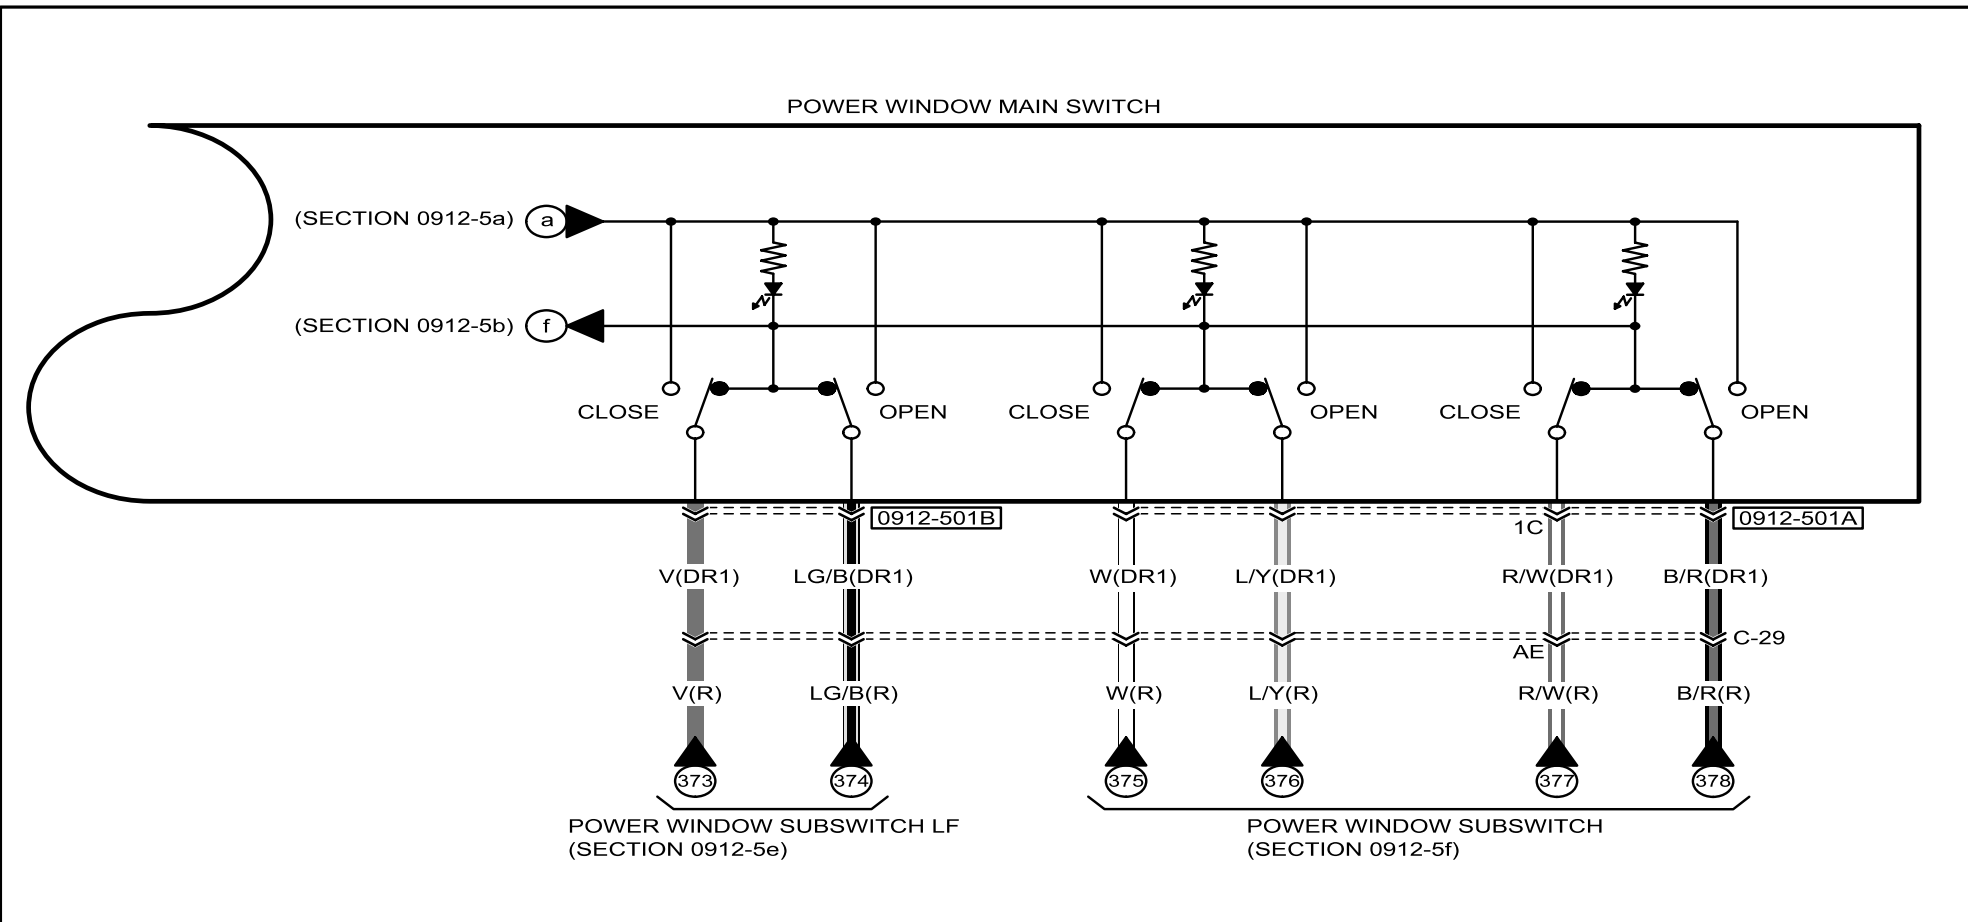 POWER WINDOW MAIN SWITCH
(SECTION 0912-5a) a
(SECTION 0912-5b) f
CLOSE OPEN CLOSE OPEN CLOSE OPEN
0912-501B 1C 0912-501A
V(DR1) LG/B(DR1) W(DR1) L/Y(DR1) R/W(DR1) B/R(DR1)
AE C-29
V(R) LG/B(R) W(R) L/Y(R) R/W(R) B/R(R)
373 374 375 376 377 378
POWER WINDOW SUBSWITCH LF
(SECTION 0912-5e)
POWER WINDOW SUBSWITCH
(SECTION 0912-5f)